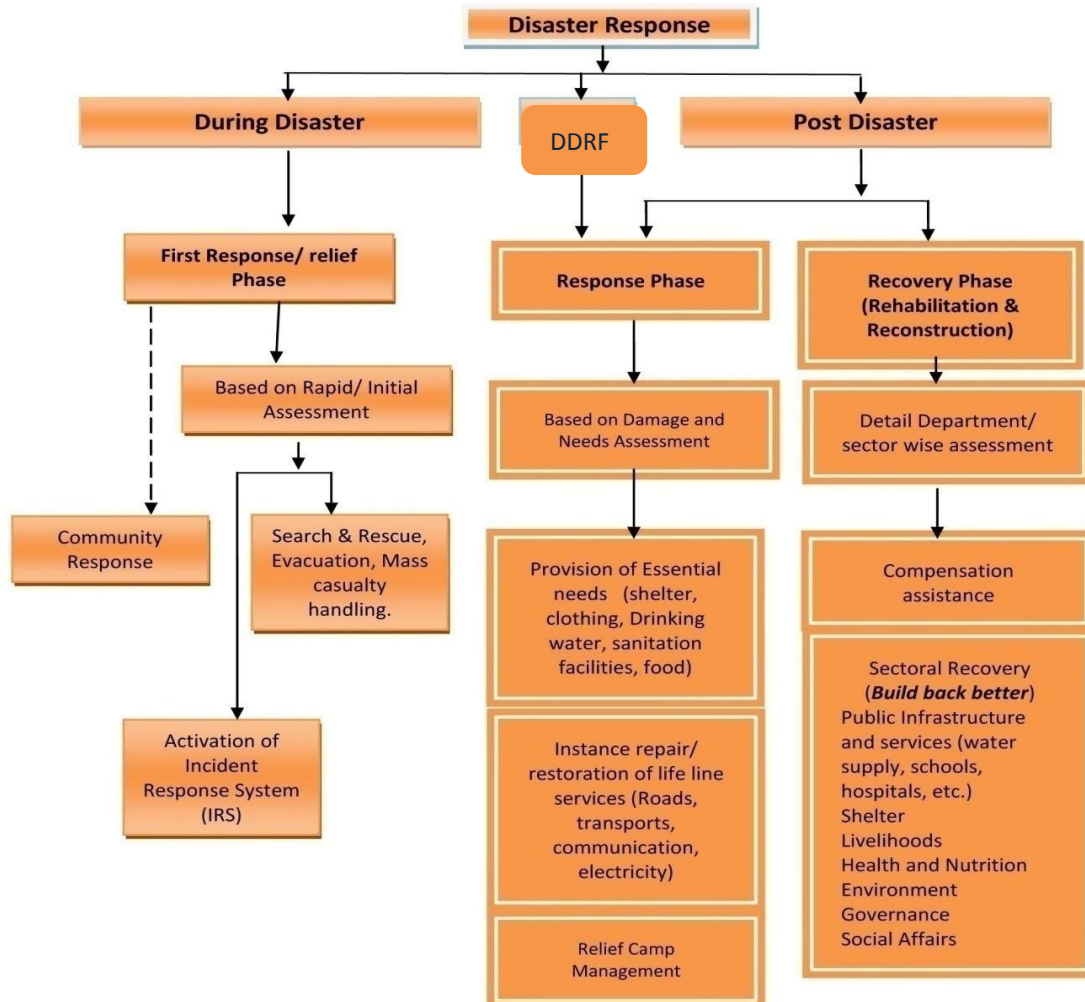 Disaster Response
During Disaster
DDRF
Post Disaster
First Response/ relief
Phase
Based on Rapid/ Initial
Assessment
Community
Response
Search & Rescue,
Evacuation, Mass
casualty
handling.
Activation of
Incident
Response System
(IRS)
Response Phase
Based on Damage and
Needs Assessment
Provision of Essential
needs (shelter,
clothing, Drinking
water, sanitation
facilities, food)
Instance repair/
restoration of life line
services (Roads,
transports,
communication,
electricity)
Relief Camp
Management
Recovery Phase
(Rehabilitation &
Reconstruction)
Detail Department/
sector wise assessment
Compensation
assistance
Sectoral Recovery
(Build back better)
Public Infrastructure
and services (water
supply, schools,
hospitals, etc.)
Shelter
Livelihoods
Health and Nutrition
Environment
Governance
Social Affairs